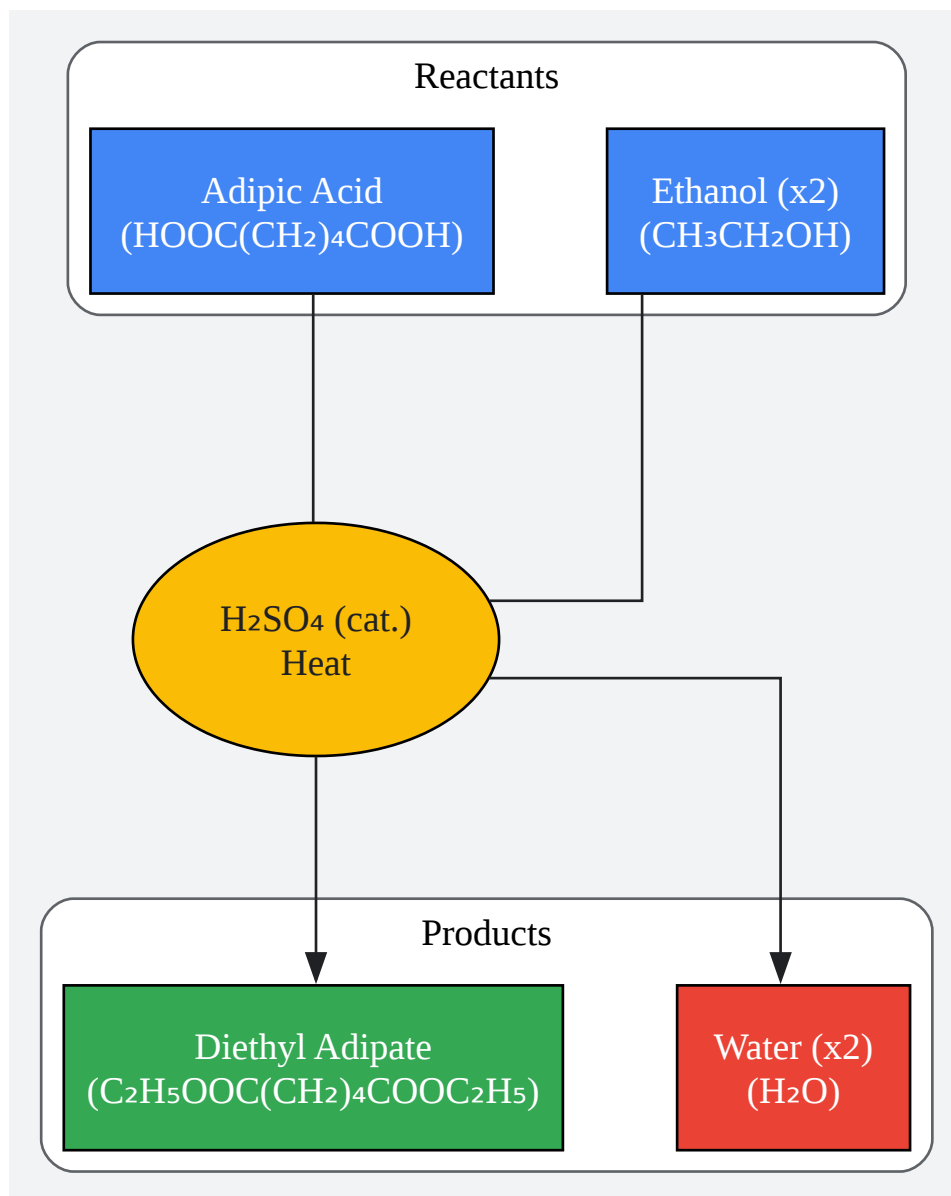 Reactants
Adipic Acid
(HOOC(CH₂)₄COOH)
Ethanol (x2)
(CH₃CH₂OH)
H₂SO₄ (cat.)
Heat
Products
Diethyl Adipate
(C₂H₅OOC(CH₂)₄COOC₂H₅)
Water (x2)
(H₂O)